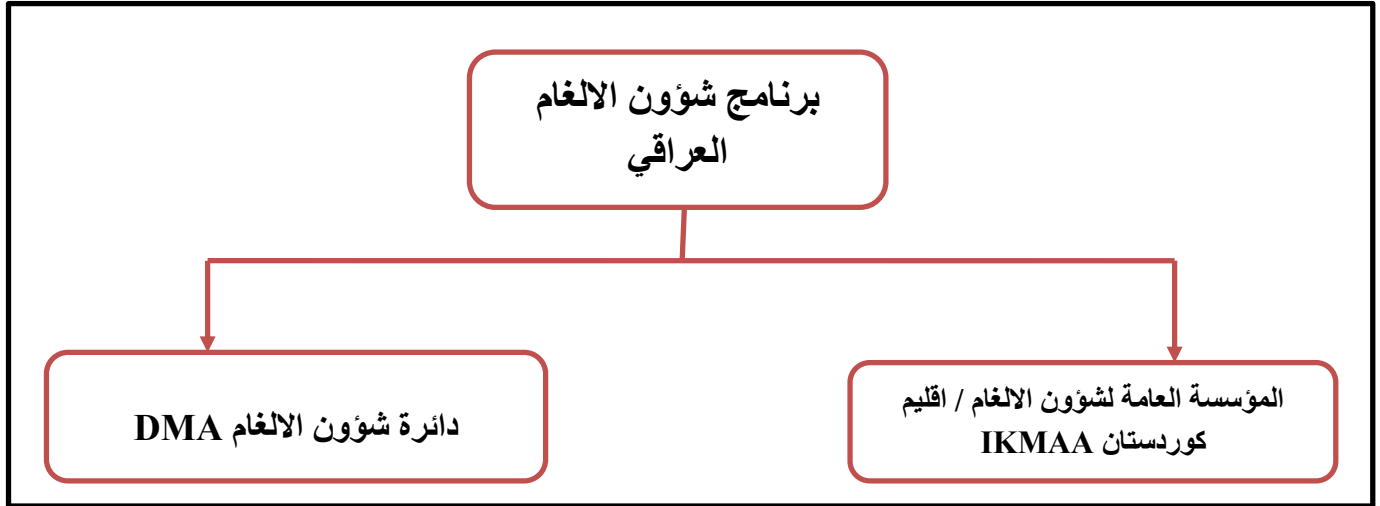 برنامج شؤون الالغام
العراقي
المؤسسة العامة لشؤون الالغام / اقليم
كوردستان IKMAA
دائرة شؤون الالغام DMA